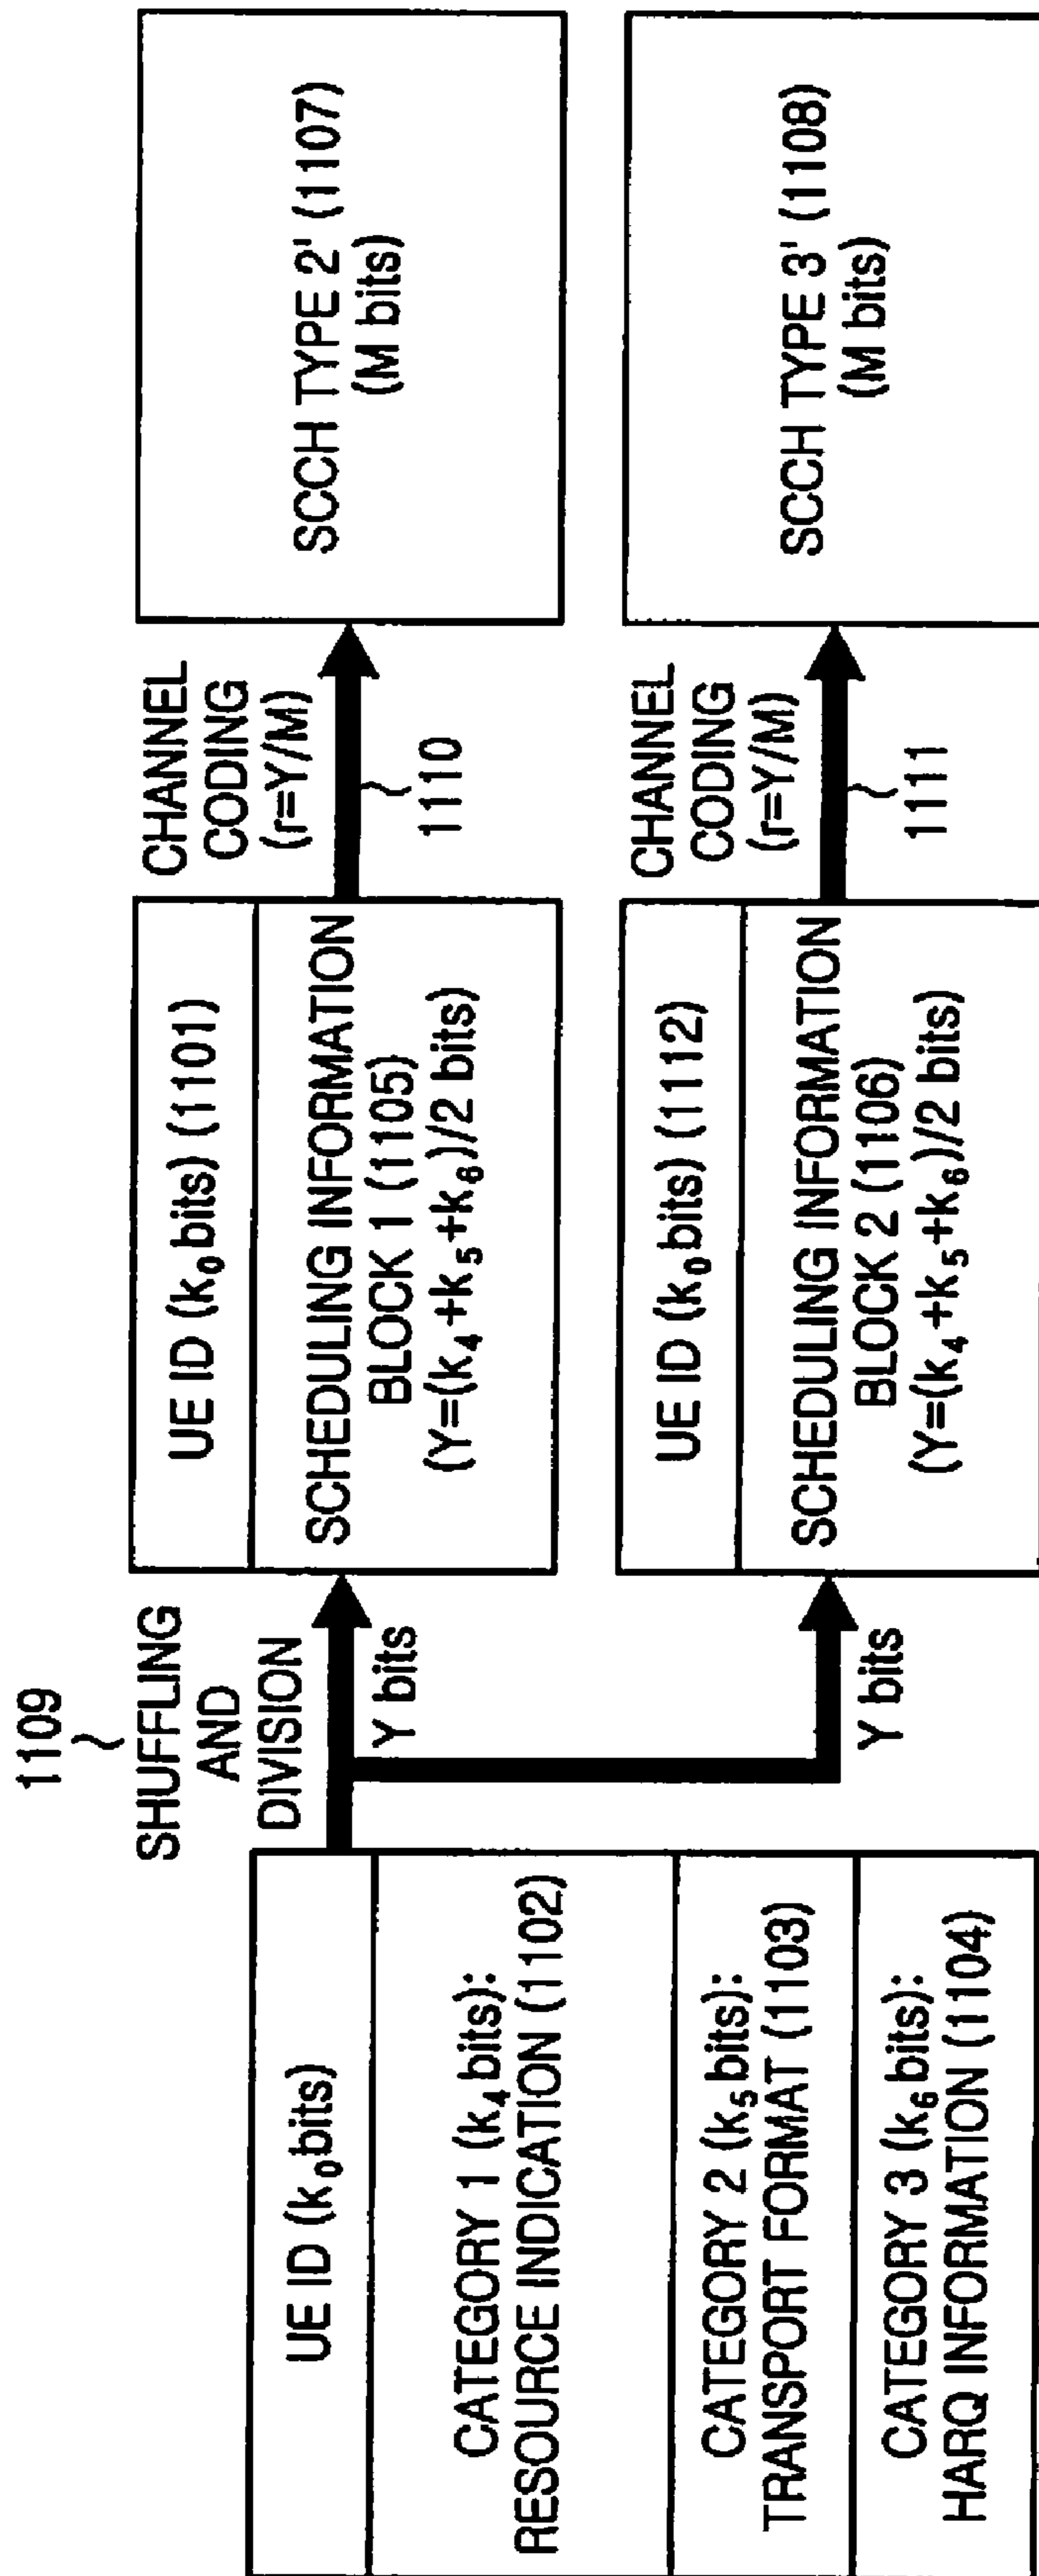 1109
SHUFFLING
AND
DIVISION
UE ID (k₀bits)
CATEGORY 1 (k₄bits):
RESOURCE INDICATION (1102)
CATEGORY 2 (k₅bits):
TRANSPORT FORMAT (1103)
CATEGORY 3 (k₆bits):
HARQ INFORMATION (1104)
Y bits
Y bits
UE ID (k₀bits) (1101)
SCHEDULING INFORMATION
BLOCK 1 (1105)
(Y=(k₄+k₅+k₆)/2 bits)
CHANNEL
CODING
(r=Y/M)
1110
SCCH TYPE 2' (1107)
(M bits)
UE ID (k₀bits) (1112)
SCHEDULING INFORMATION
BLOCK 2 (1106)
(Y=(k₄+k₅+k₆)/2 bits)
CHANNEL
CODING
(r=Y/M)
1111
SCCH TYPE 3' (1108)
(M bits)